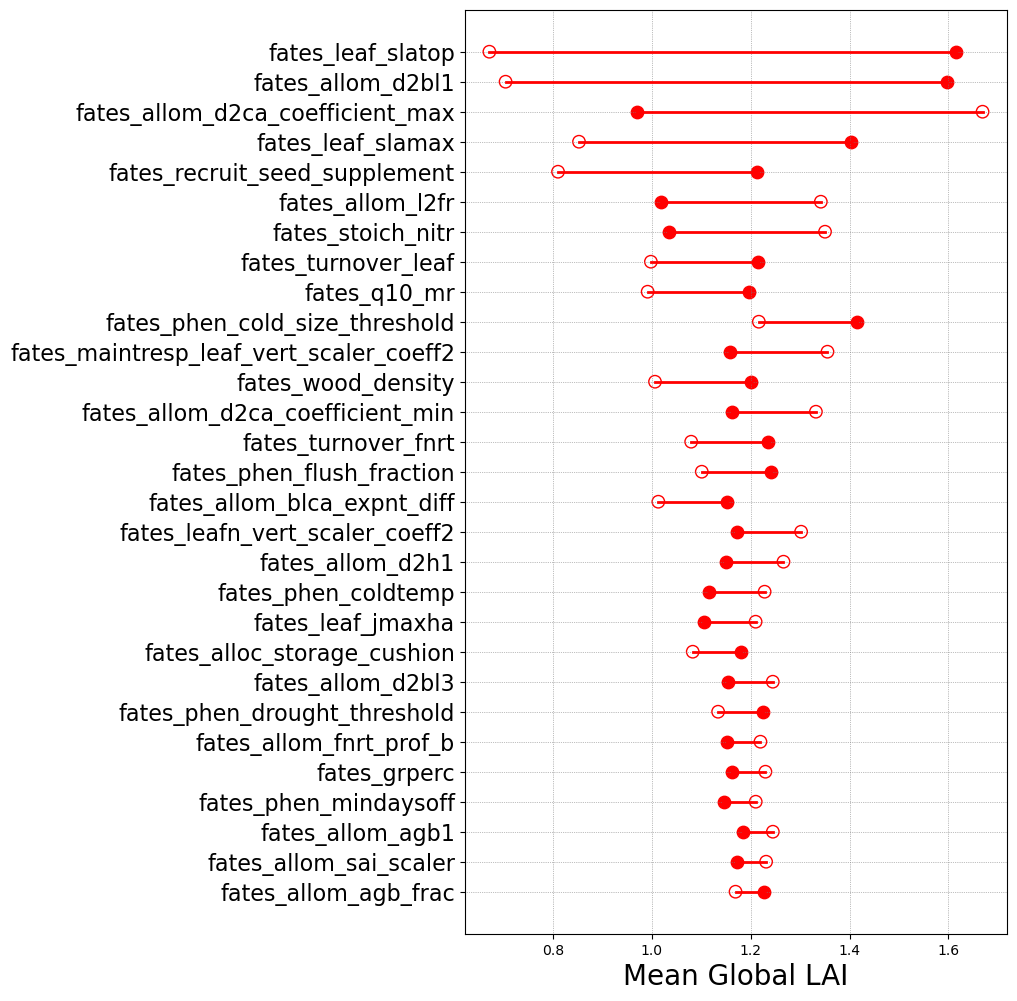 fates_leaf_slatop
fates_allom_d2bl1
fates_allom_d2ca_coefficient_max
fates_leaf_slamax
fates_recruit_seed_supplement
fates_allom_l2fr
fates_stoich_nitr
fates_turnover_leaf
fates_q10_mr
fates_phen_cold_size_threshold
fates_maintresp_leaf_vert_scaler_coeff2
fates_wood_density
fates_allom_d2ca_coefficient_min
fates_turnover_fnrt
fates_phen_flush_fraction
fates_allom_blca_expnt_diff
fates_leafn_vert_scaler_coeff2
fates_allom_d2h1
fates_phen_coldtemp
fates_leaf_jmaxha
fates_alloc_storage_cushion
fates_allom_d2bl3
fates_phen_drought_threshold
fates_allom_fnrt_prof_b
fates_grperc
fates_phen_mindaysoff
fates_allom_agb1
fates_allom_sai_scaler
fates_allom_agb_frac
0.8 1.0 1.2 1.4 1.6
Mean Global LAI